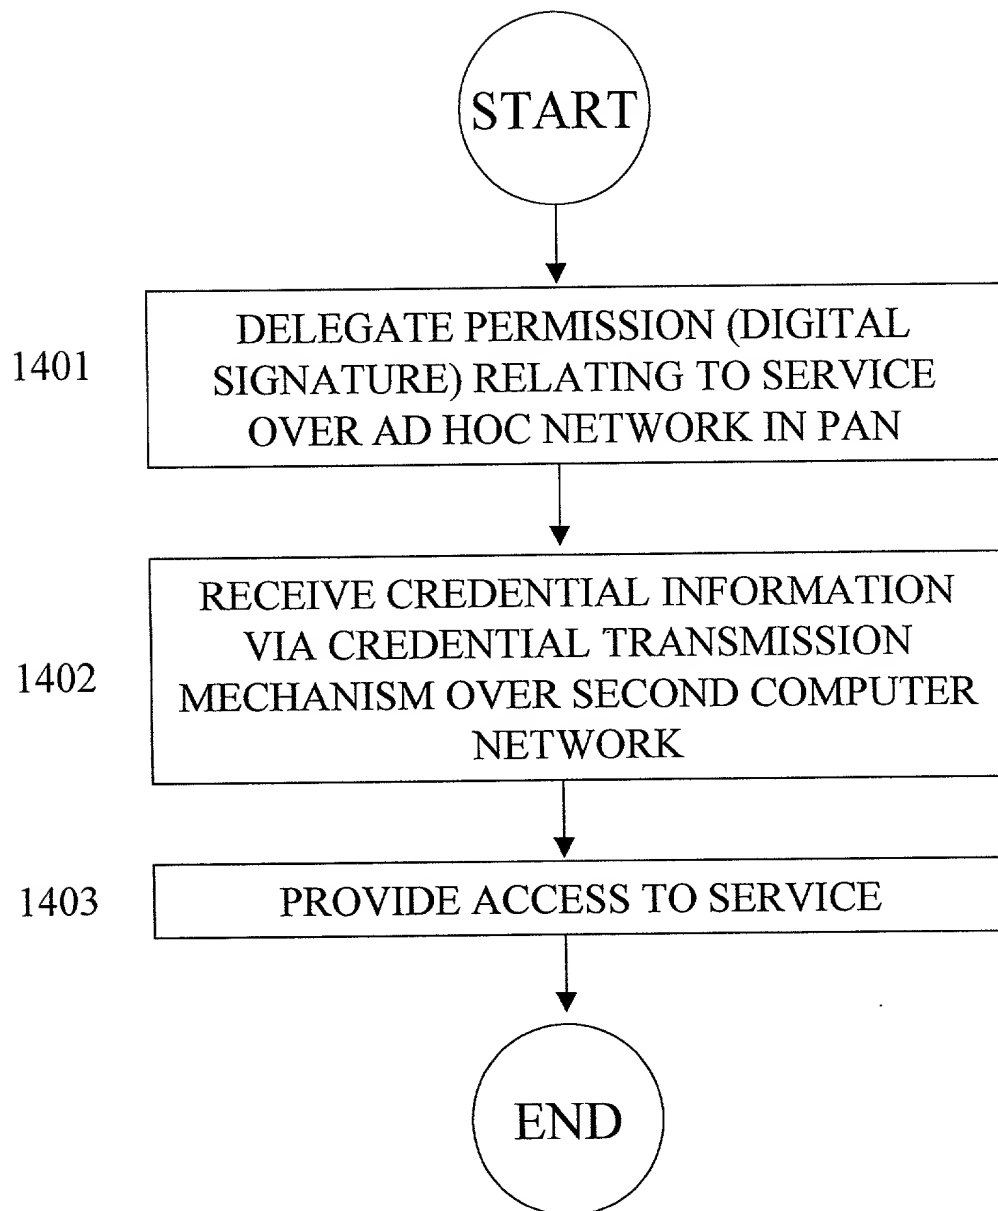 START
1401
DELEGATE PERMISSION (DIGITAL
SIGNATURE) RELATING TO SERVICE
OVER AD HOC NETWORK IN PAN
1402
RECEIVE CREDENTIAL INFORMATION
VIA CREDENTIAL TRANSMISSION
MECHANISM OVER SECOND COMPUTER
NETWORK
1403
PROVIDE ACCESS TO SERVICE
END